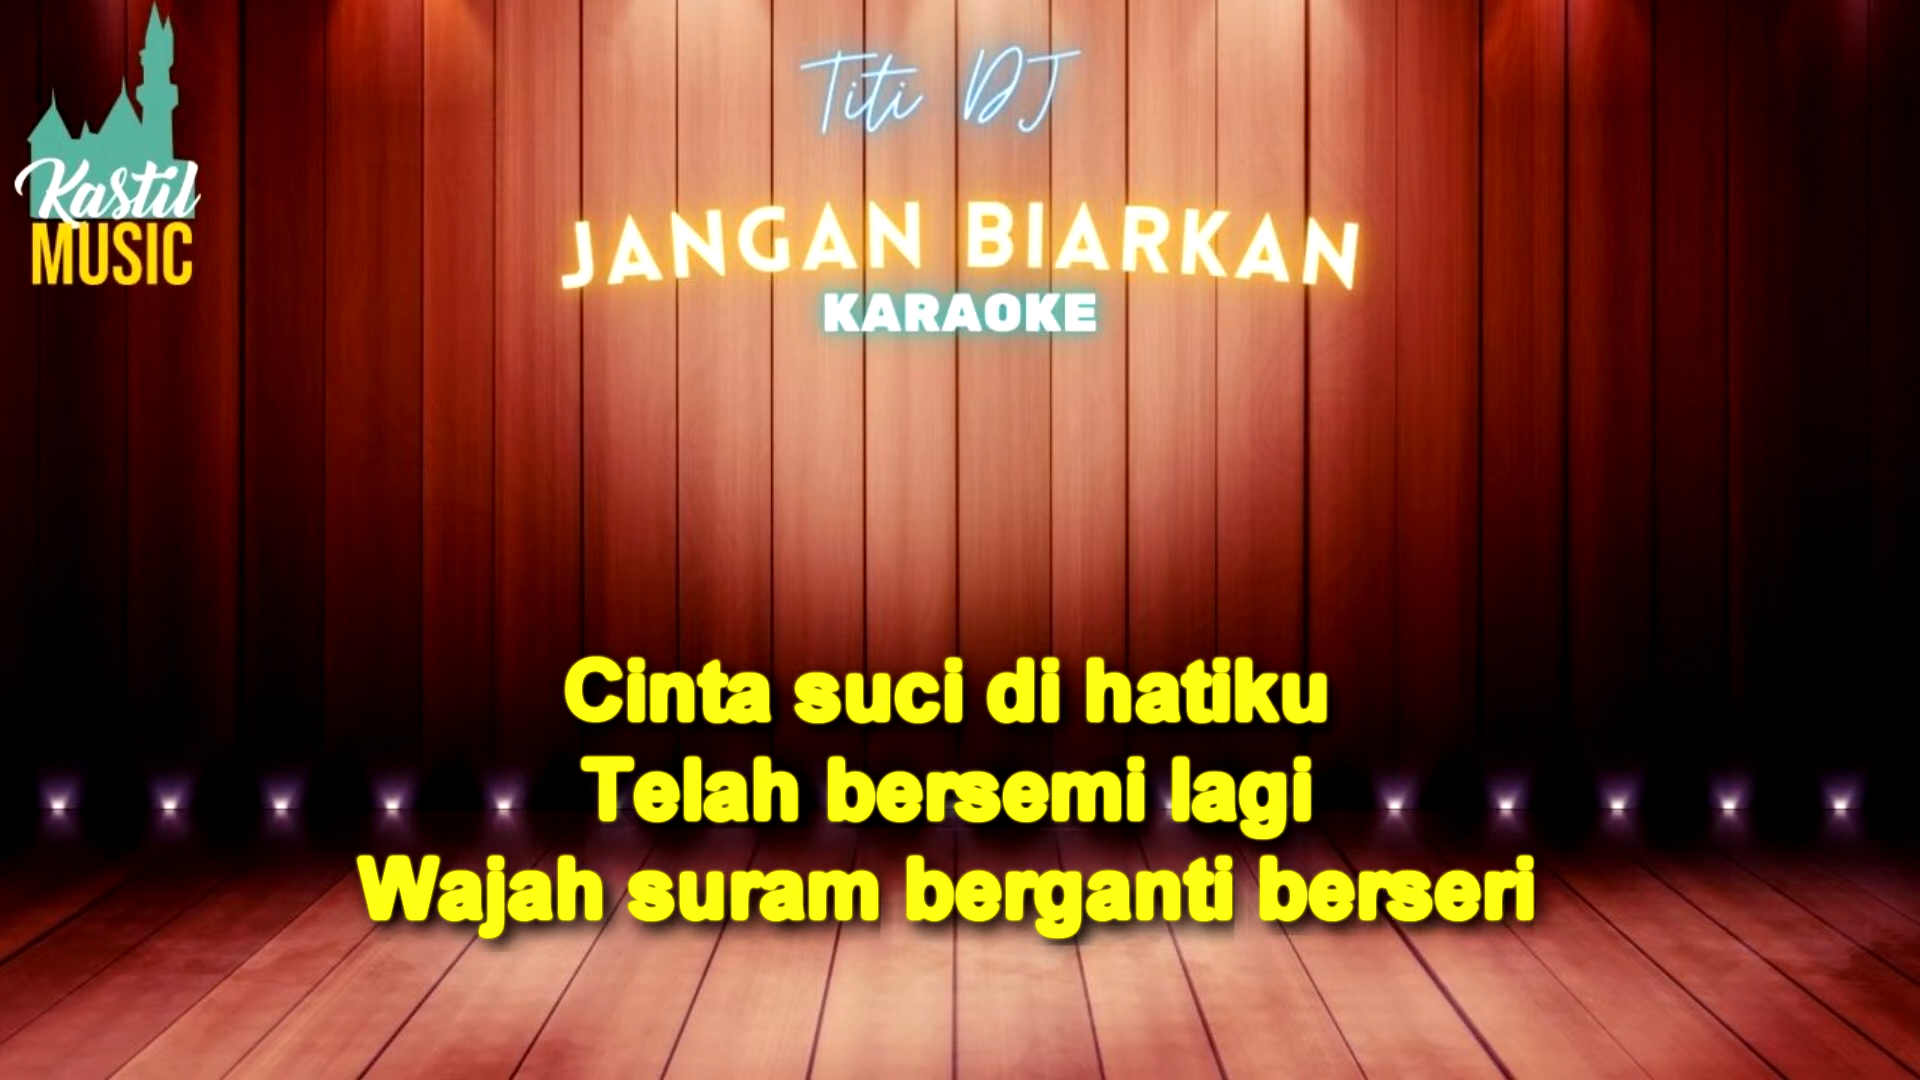 Kastil
MUSIC
Titi DJ
JANGAN BIARKAN
KARAOKE
Cinta suci di hatiku
Telah bersemi lagi
Wajah suram berganti berseri